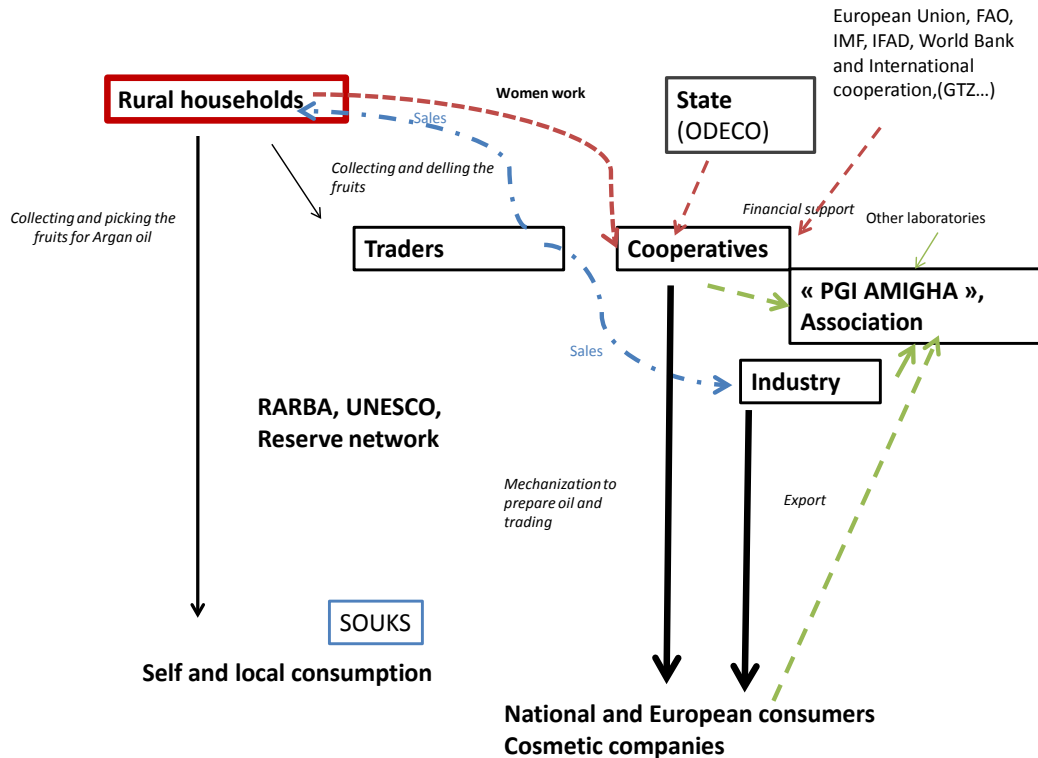 European Union, FAO,
IMF, IFAD, World Bank
and International
cooperation,(GTZ...)
Rural households
Women work
State
(ODECO)
Sales
Collecting and delling the
fruits
Collecting and picking the
fruits for Argan oil
Financial support
Other laboratories
Traders
Cooperatives
« PGI AMIGHA »,
Association
Sales
Industry
RARBA, UNESCO,
Reserve network
Mechanization to
prepare oil and
trading
Export
SOUKS
Self and local consumption
National and European consumers
Cosmetic companies